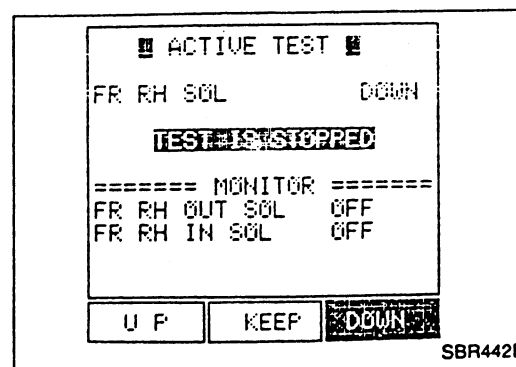 ACTIVE TEST
FR RH SOL DOWN
TEST IS STOPPED
======= MONITOR =======
FR RH OUT SOL OFF
FR RH IN SOL OFF
UP KEEP DOWN